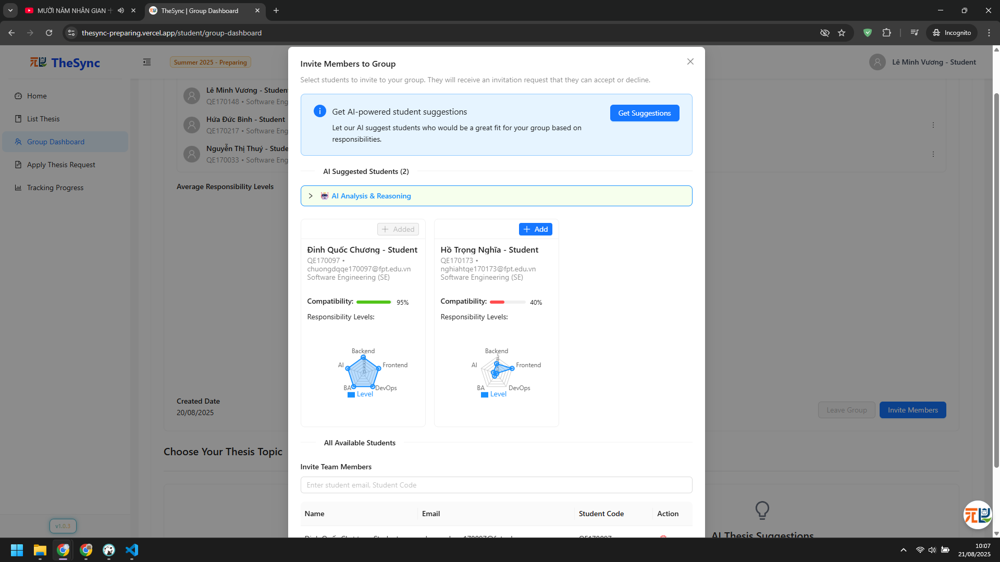 MƯỜI NĂM NHÂN GIAN
TheSync | Group Dashboard
thesync-preparing.vercel.app/student/group-dashboard
Incognito
TheSync
Summer 2025 - Preparing
Lê Minh Vương - Student
Home
List Thesis
Group Dashboard
Apply Thesis Request
Tracking Progress
v1.0.3
Lê Minh Vương - Studen
QE170148 • Software Eng
Hứa Đức Bình - Student
QE170217 • Software Eng
Nguyễn Thị Thuý - Stude
QE170033 • Software Eng
Average Responsibility Levels
Created Date
20/08/2025
Leave Group
Invite Members
Choose Your Thesis Topic
AI Thesis Suggestions
Invite Members to Group
Select students to invite to your group. They will receive an invitation request that they can accept or decline.
Get AI-powered student suggestions
Let our AI suggest students who would be a great fit for your group based on
responsibilities.
Get Suggestions
AI Suggested Students (2)
AI Analysis & Reasoning
Added
Đinh Quốc Chương - Student
QE170097 •
chuongdqqe170097@fpt.edu.vn
Software Engineering (SE)
Compatibility: 95%
Responsibility Levels:
Backend
AI
Frontend
BA
DevOps
Level
Add
Hồ Trọng Nghĩa - Student
QE170173 •
nghiahtqe170173@fpt.edu.vn
Software Engineering (SE)
Compatibility: 40%
Responsibility Levels:
Backend
5
AI
Frontend
BA
DevOps
Level
All Available Students
Invite Team Members
Enter student email, Student Code
Name Email Student Code Action
10:07
21/08/2025